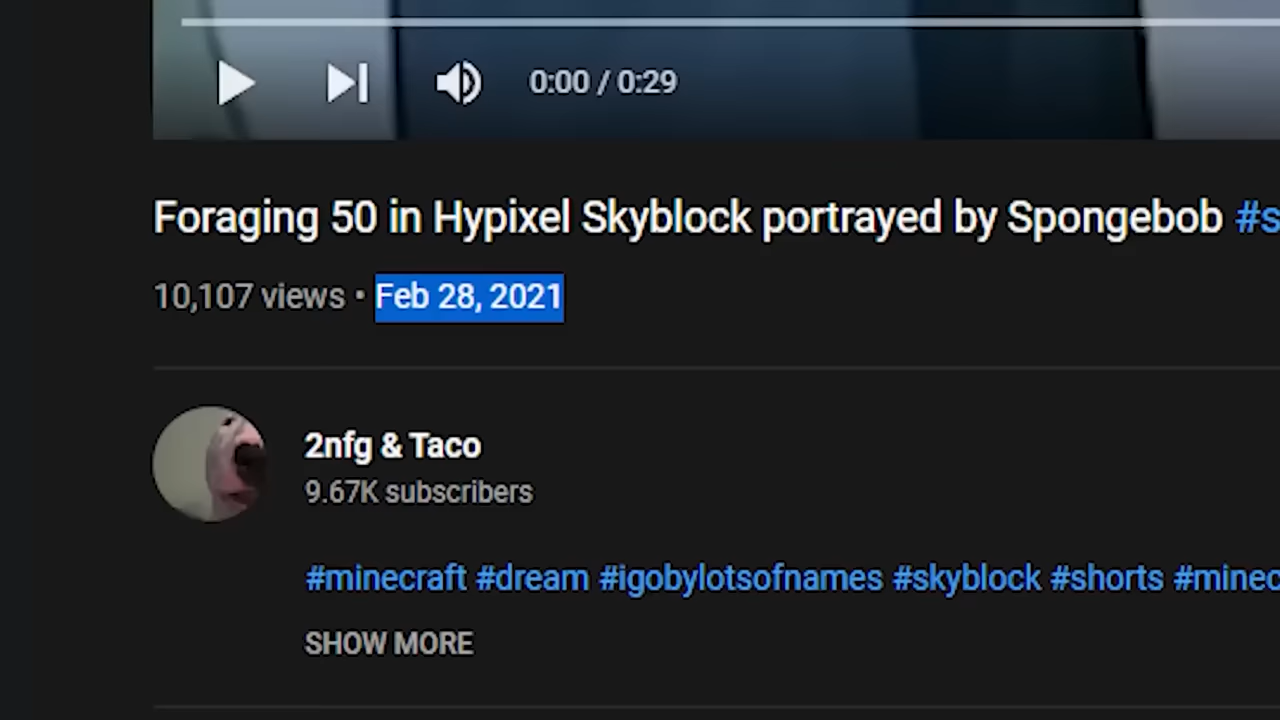 0:00 / 0:29
Foraging 50 in Hypixel Skyblock portrayed by Spongebob #s
10,107 views • Feb 28, 2021
2nfg & Taco
9.67K subscribers
#minecraft #dream #igobylotsofnames #skyblock #shorts #minec
SHOW MORE